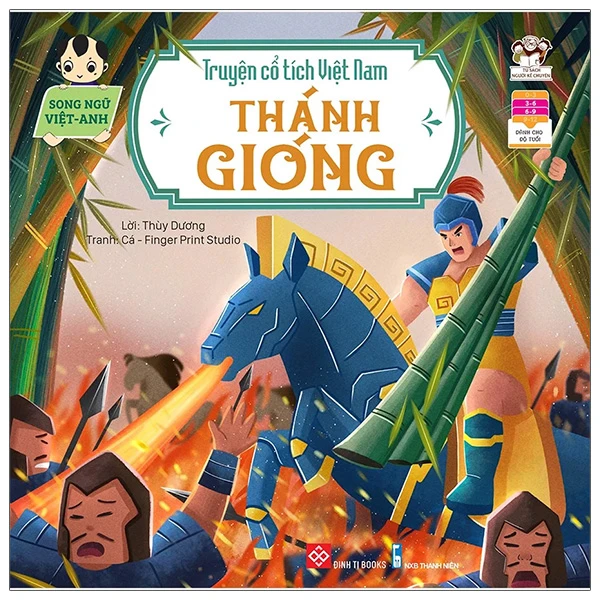 SONG NGỮ
VIỆT-ANH
Truyện cổ tích Việt Nam
THÁNH
GIÓNG
TỦ SÁCH
NGƯỜI KỂ CHUYỆN
0-3
3-6
6-9
9-12
DÀNH CHO
ĐỘ TUỔI
Lời: Thùy Dương
Tranh: Cá - Finger Print Studio
ĐINH TỊ BOOKS
NXB THANH NIÊN